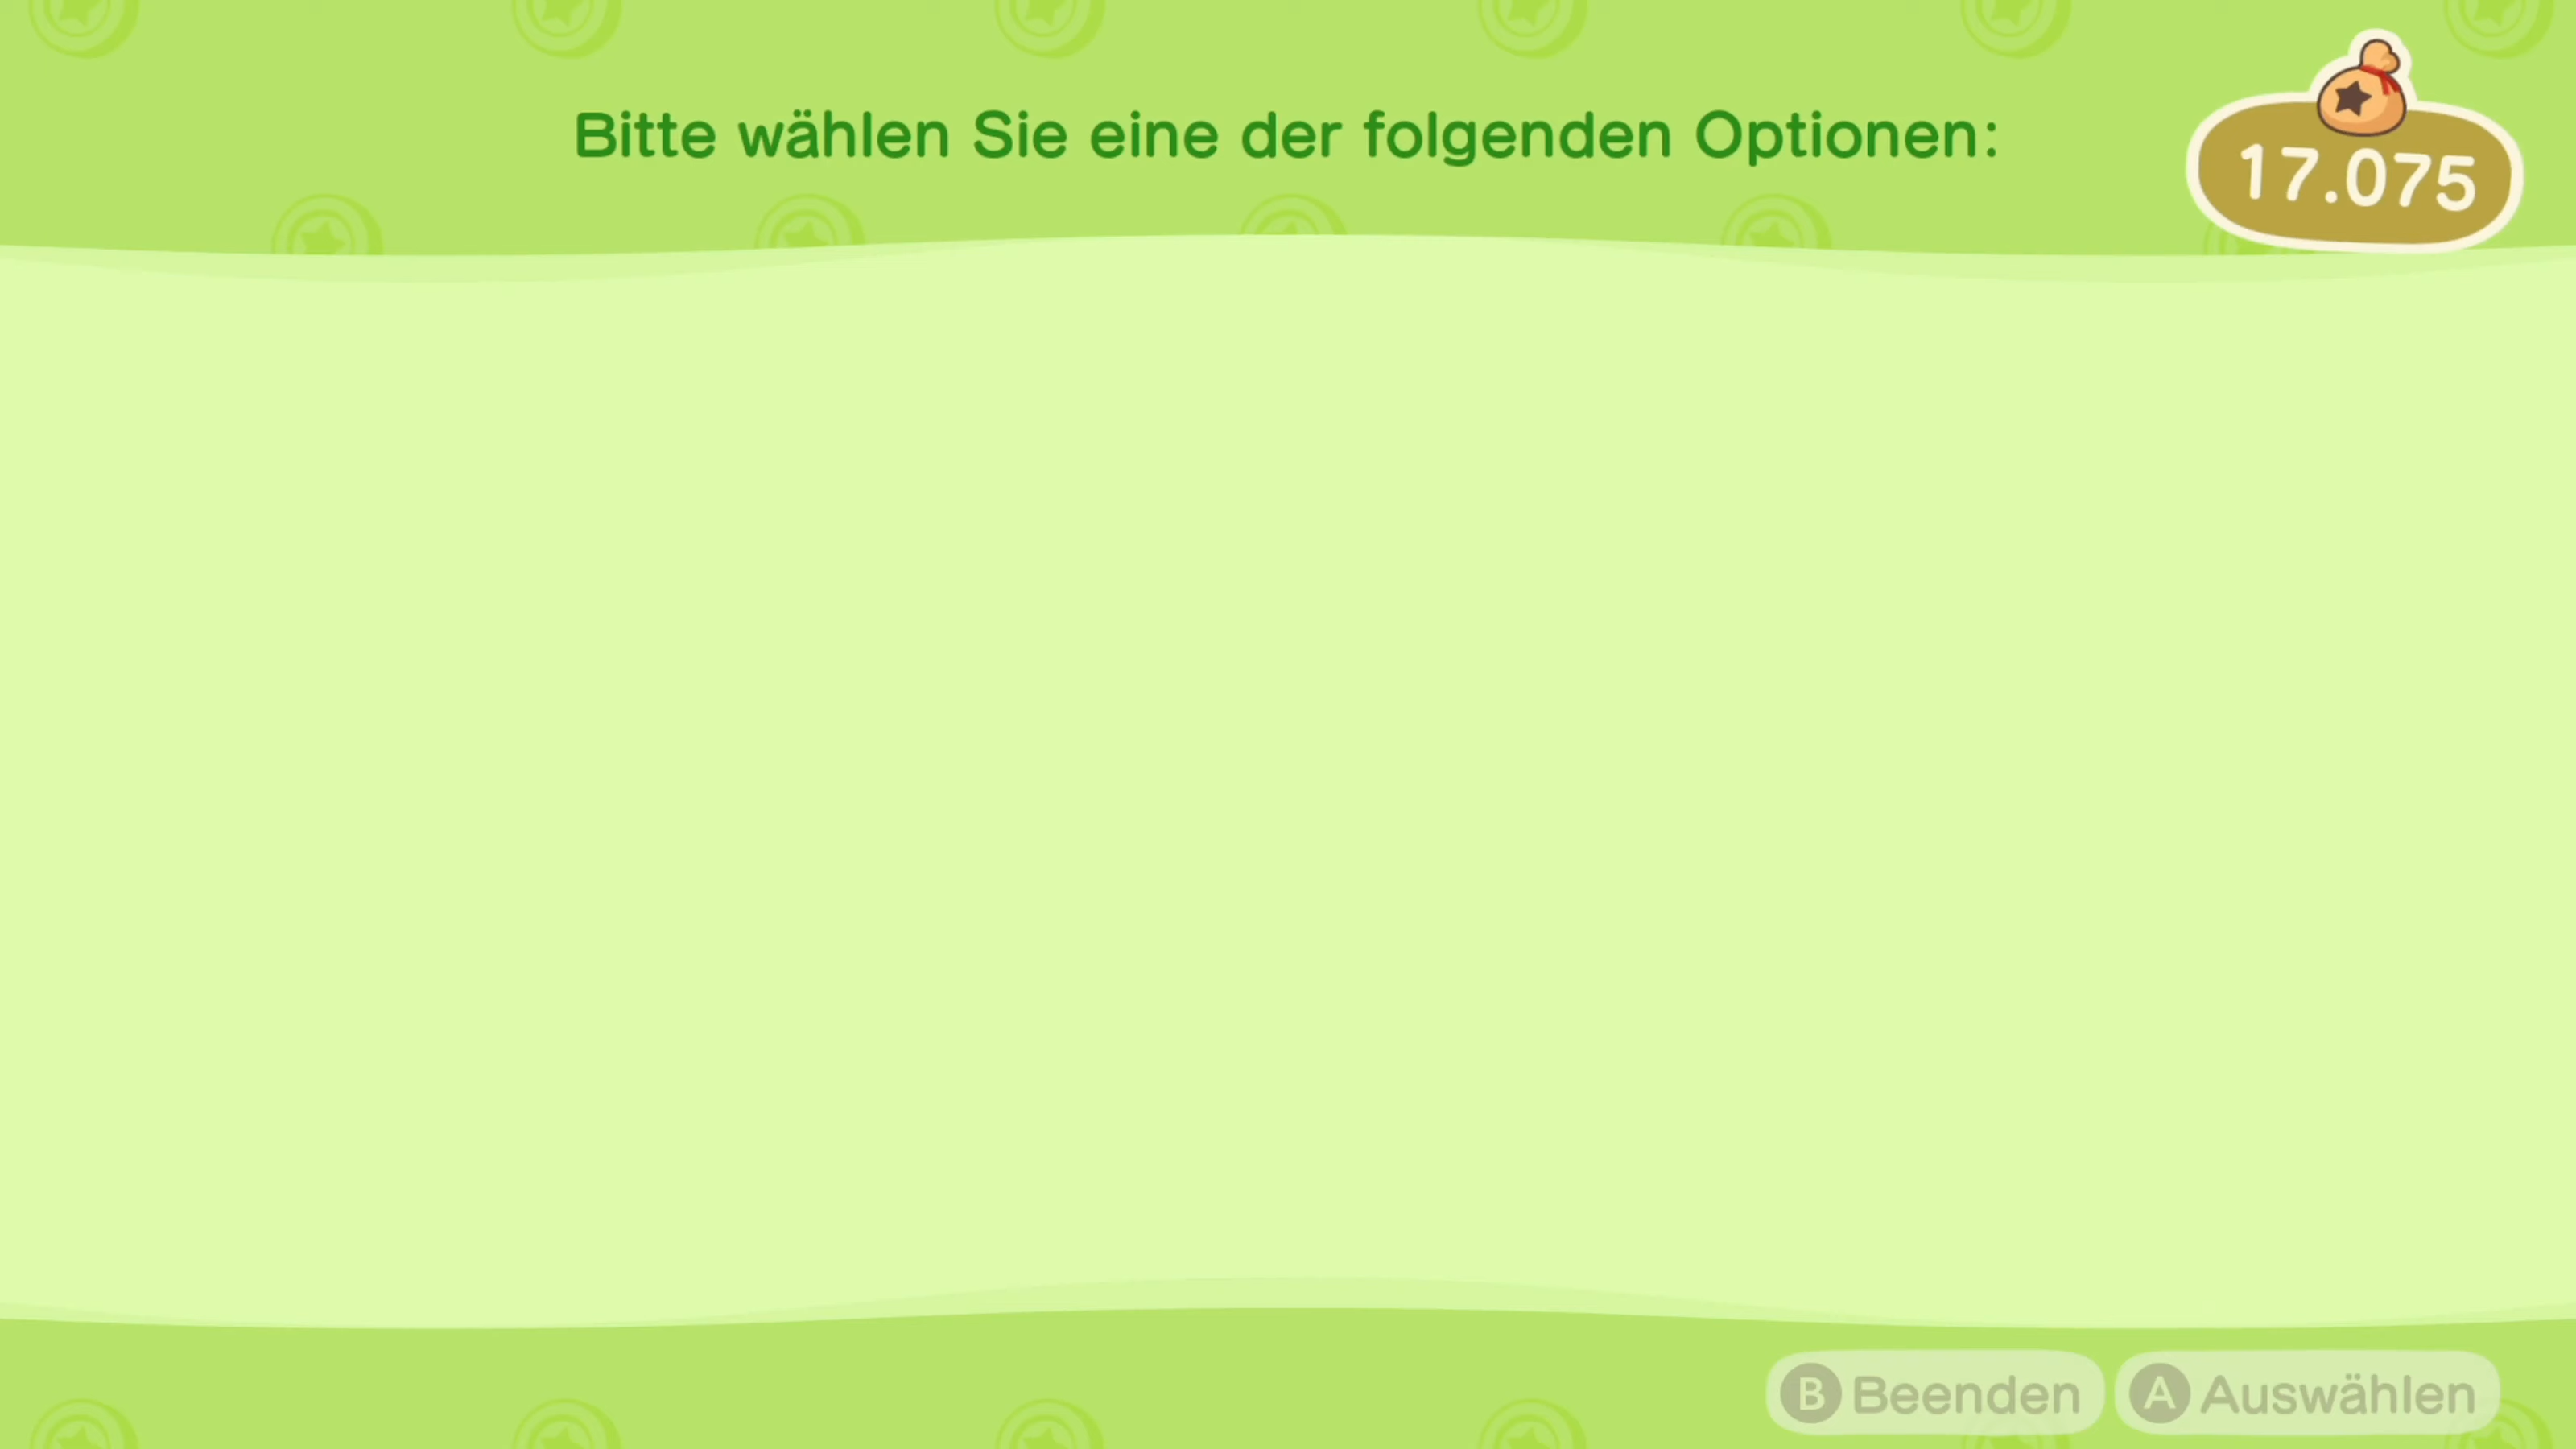 Bitte wählen Sie eine der folgenden Optionen:
17.075
B Beenden A Auswählen